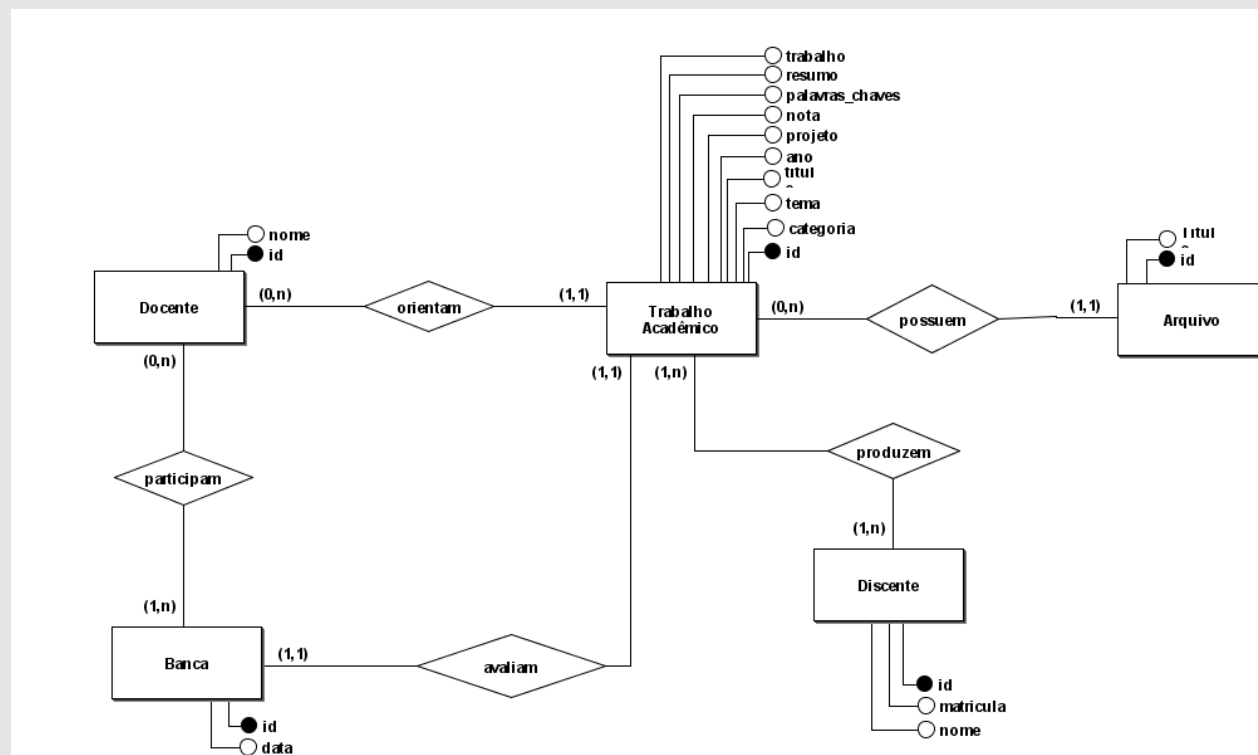 trabalho
resumo
palavras_chaves
nota
projeto
ano
tema
categoria
id
nome
id
id
Docente
(0,n)
orientam
(1,1)
Trabalho
Acadêmico
(0,n)
possuem
(1,1)
Arquivo
(0,n)
(1,1)
(1,n)
participam
produzem
(1,n)
(1,n)
Discente
Banca
(1,1)
avaliam
id
matricula
nome
id
data